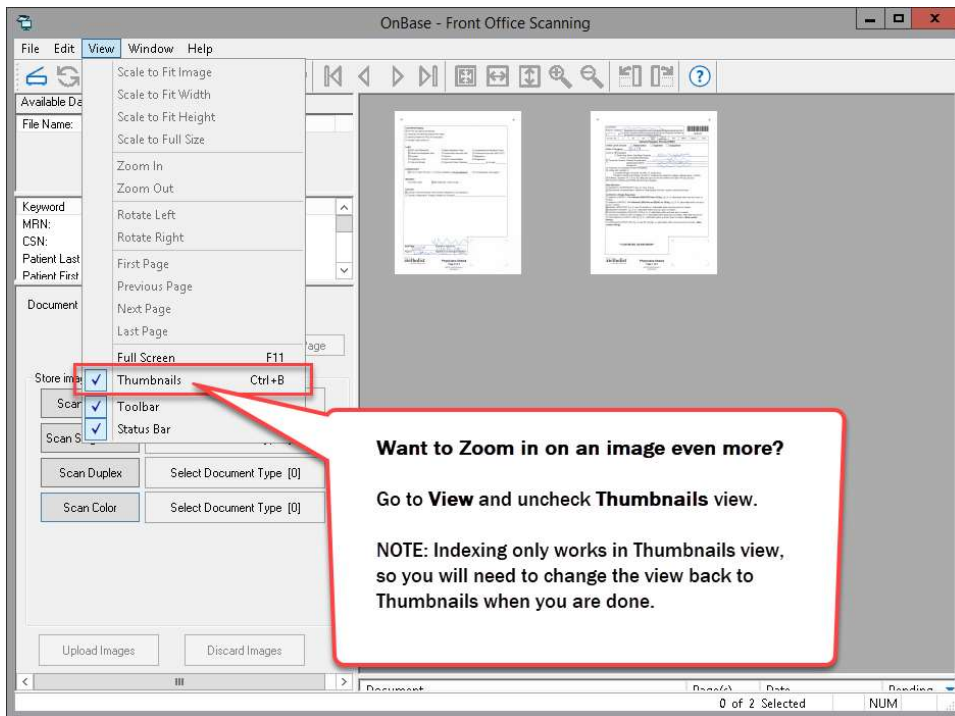 OnBase - Front Office Scanning
File Edit View Window Help
Available Da
File Name:
Keyword
MRN:
CSN:
Patient Last
Patient First
Document
Scale to Fit Image
Scale to Fit Width
Scale to Fit Height
Scale to Full Size
Zoom In
Zoom Out
Rotate Left
Rotate Right
First Page
Previous Page
Next Page
Last Page
Full Screen F11
Thumbnails Ctrl+B
Toolbar
Status Bar
age
Store ima
Scan
Scan S
Scan Duplex Select Document Type [0]
Scan Color Select Document Type [0]
Upload Images Discard Images
Want to Zoom in on an image even more?
Go to View and uncheck Thumbnails view.
NOTE: Indexing only works in Thumbnails view,
so you will need to change the view back to
Thumbnails when you are done.
Document Page(s) Date Pending
0 of 2 Selected NUM